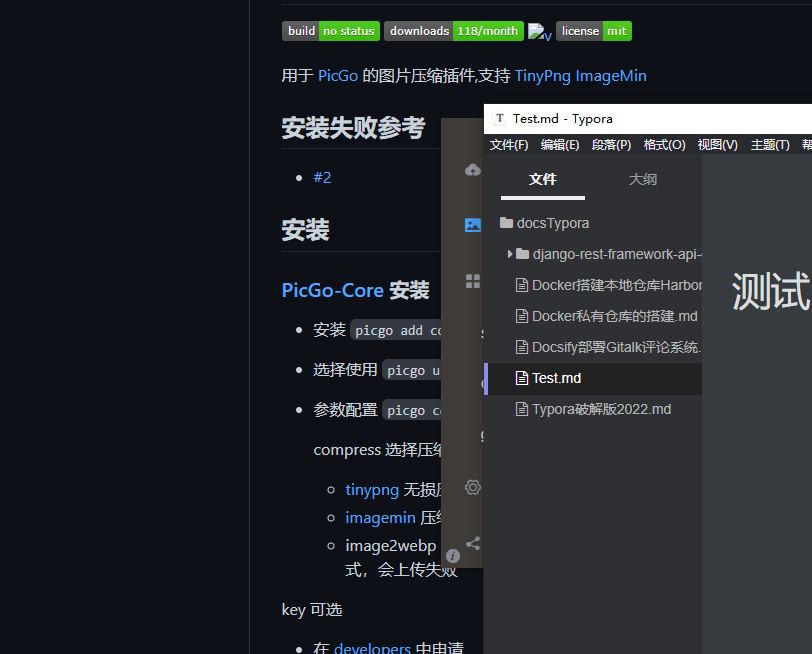 build no status downloads 118/month v license mit
用于 PicGo 的图片压缩插件,支持 TinyPng ImageMin
安装失败参考
#2
安装
PicGo-Core 安装
安装 picgo add co
选择使用 picgo u
参数配置 picgo co
compress 选择压缩
tinypng 无损压
imagemin 压缩
image2webp
式，会上传失败
key 可选
在 developers 中申请
T Test.md - Typora
文件(F) 编辑(E) 段落(P) 格式(O) 视图(V) 主题(T) 帮
文件 大纲
docsTypora
django-rest-framework-api-
Docker搭建本地仓库Harbor
Docker私有仓库的搭建.md
Docsify部署Gitalk评论系统.
Test.md
Typora破解版2022.md
测试